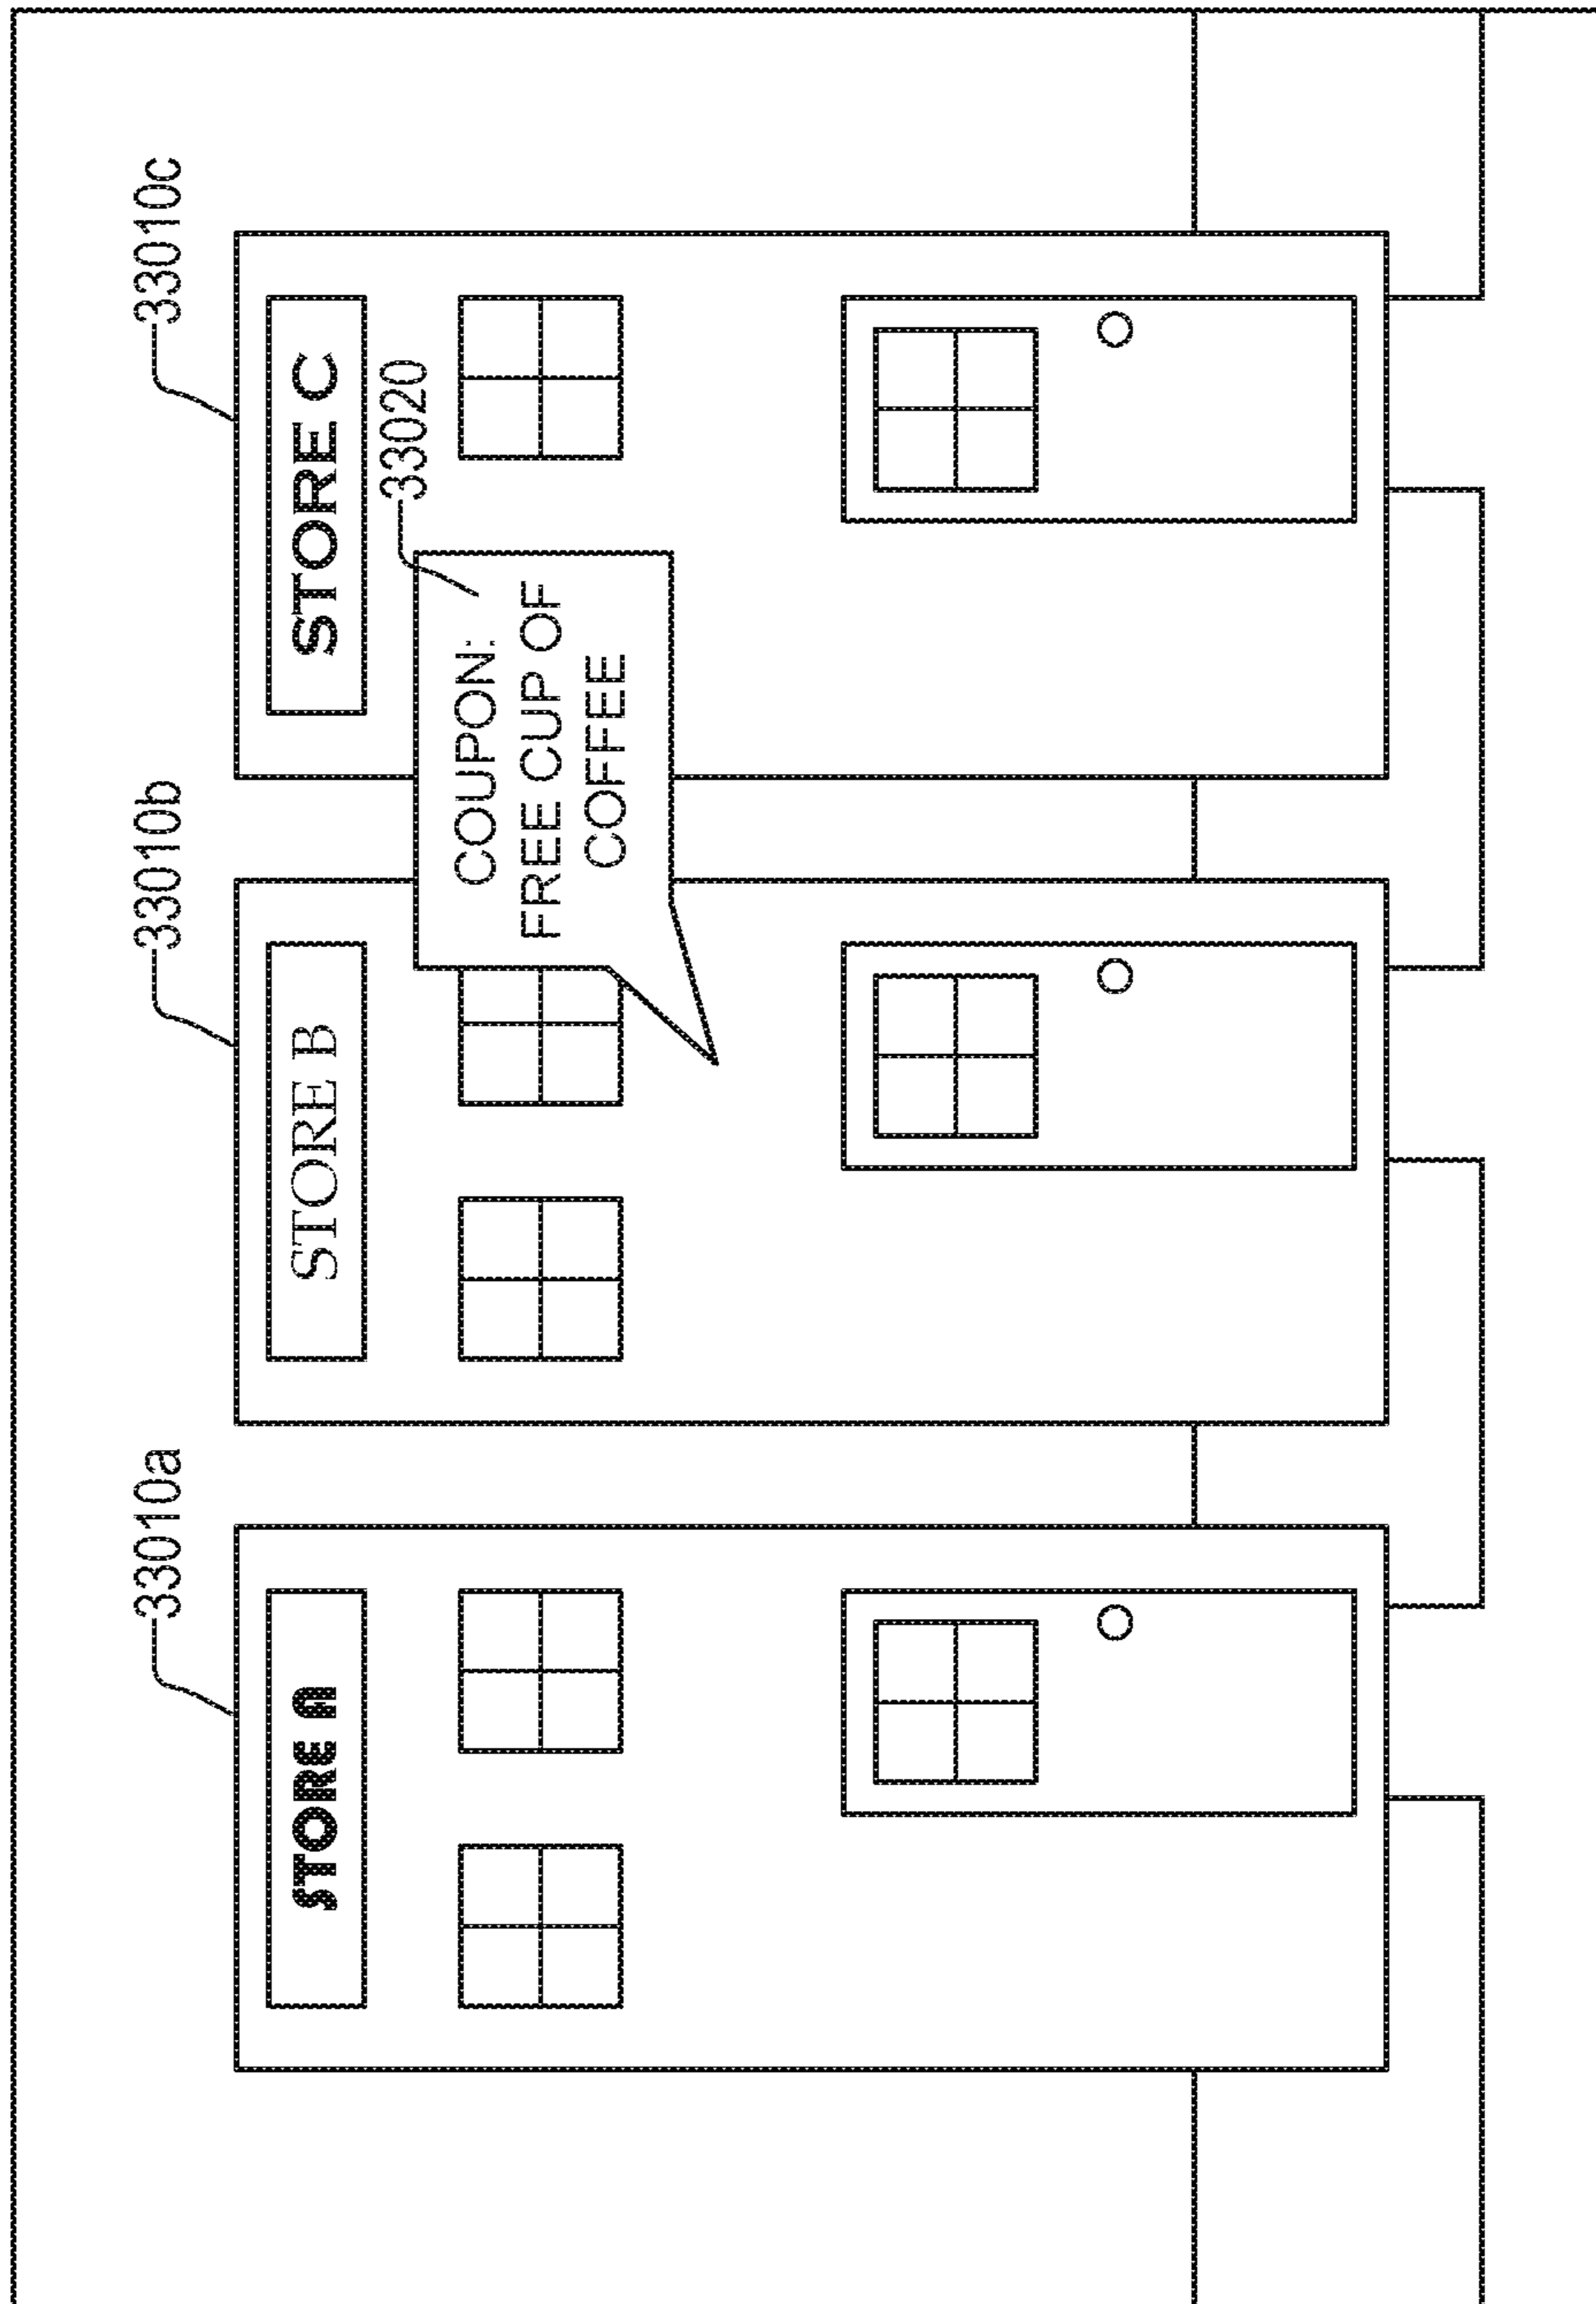 33010a
33010b
33010c
STORE A
STORE B
STORE C
33020
COUPON:
FREE CUP OF
COFFEE